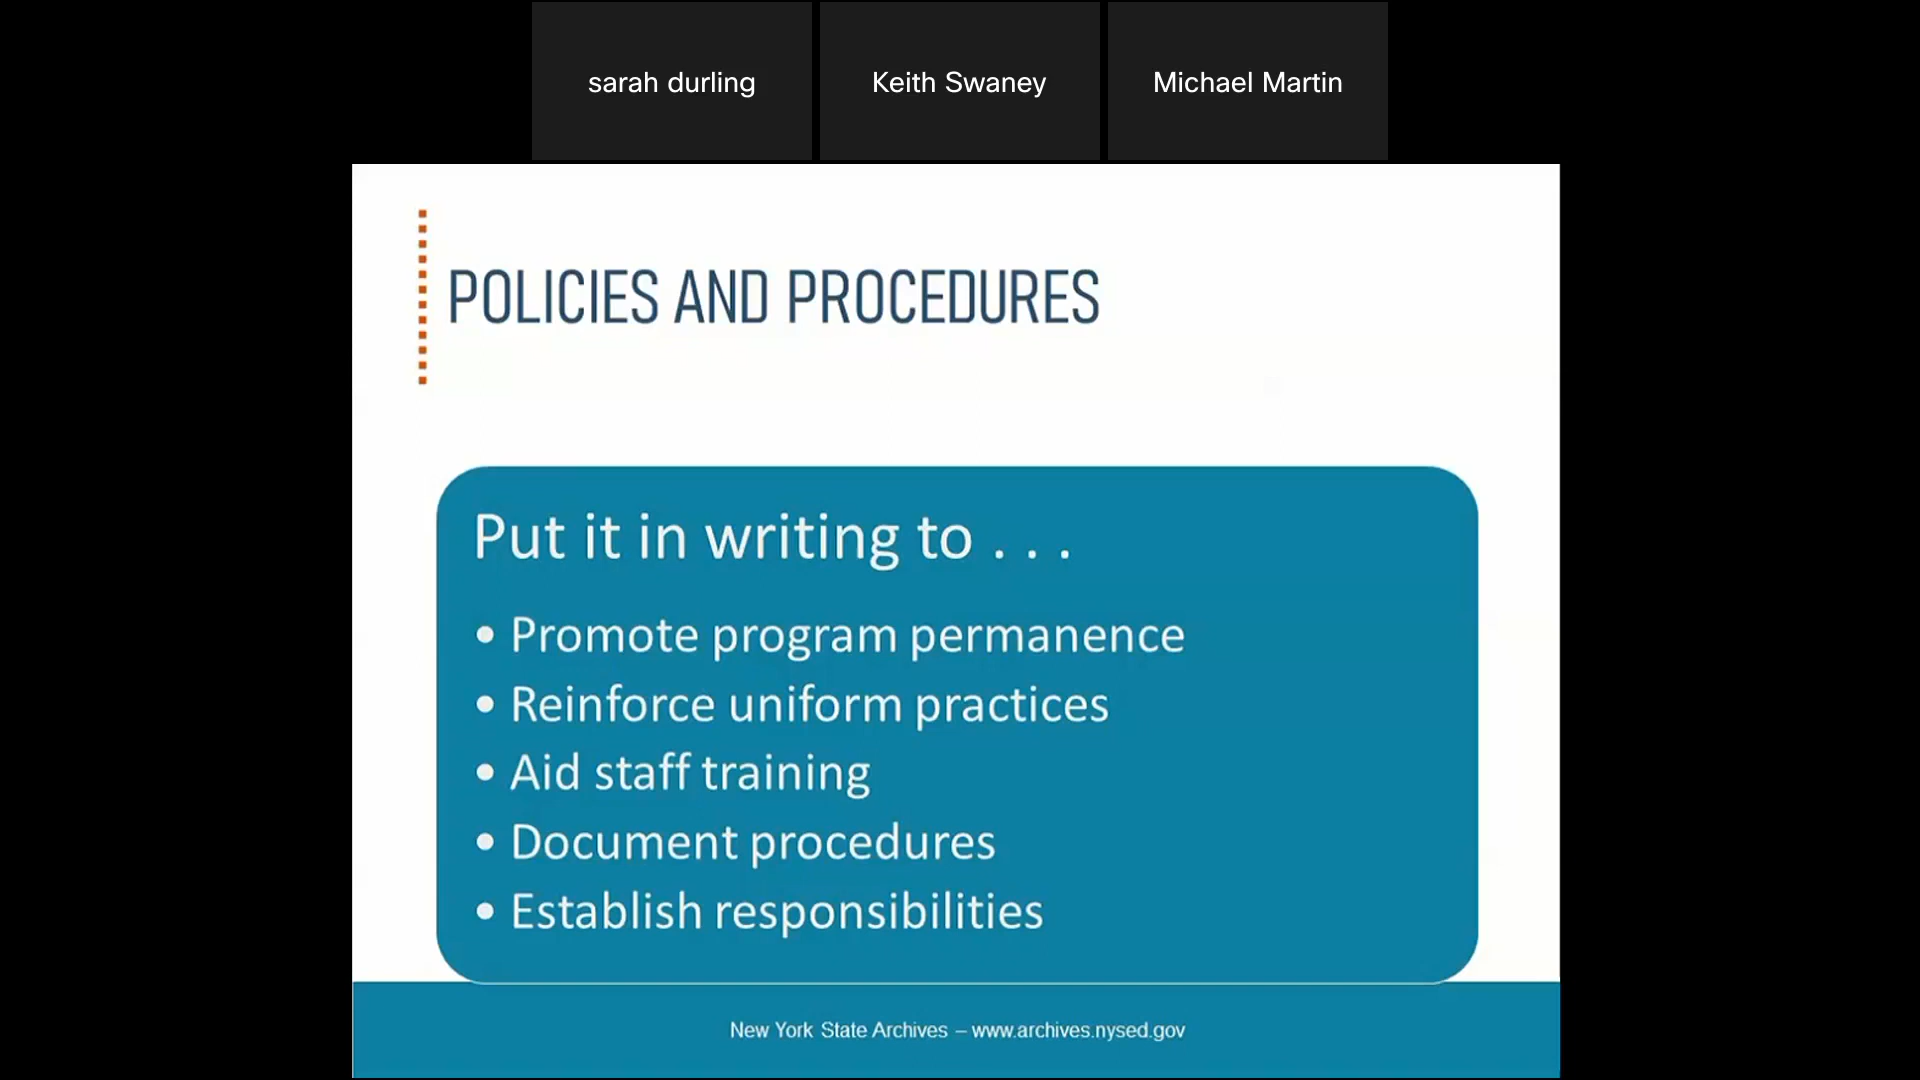 sarah durling
Keith Swaney
Michael Martin
POLICIES AND PROCEDURES
Put it in writing to . . .
• Promote program permanence
• Reinforce uniform practices
• Aid staff training
• Document procedures
• Establish responsibilities
New York State Archives – www.archives.nysed.gov